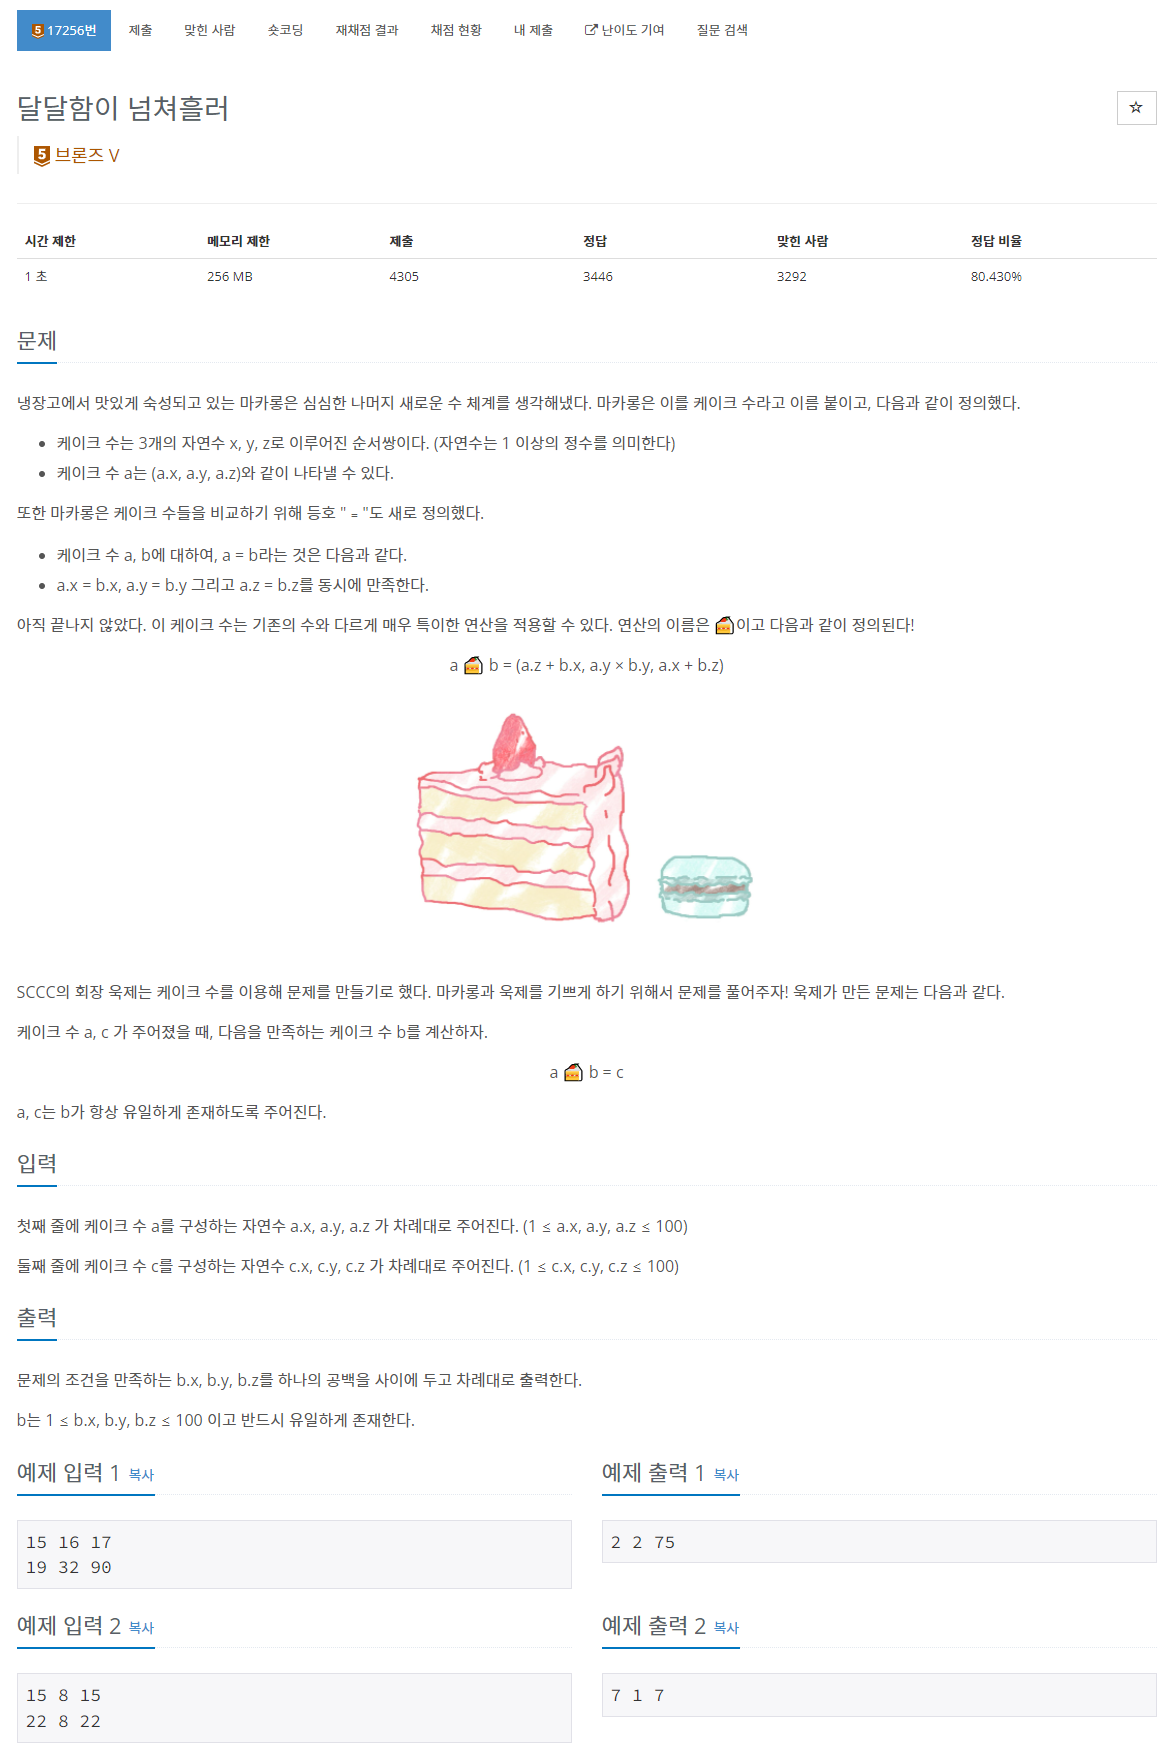 17256번 제출 맞힌 사람 숏코딩 재채점 결과 채점 현황 내 제출 난이도 기여 질문 검색
달달함이 넘쳐흘러
5 브론즈 V
시간 제한 메모리 제한 제출 정답 맞힌 사람 정답 비율
1 초 256 MB 4305 3446 3292 80.430%
문제
냉장고에서 맛있게 숙성되고 있는 마카롱은 심심한 나머지 새로운 수 체계를 생각해냈다. 마카롱은 이를 케이크 수라고 이름 붙이고, 다음과 같이 정의했다.
• 케이크 수는 3개의 자연수 x, y, z로 이루어진 순서쌍이다. (자연수는 1 이상의 정수를 의미한다)
• 케이크 수 a는 (a.x, a.y, a.z)와 같이 나타낼 수 있다.
또한 마카롱은 케이크 수들을 비교하기 위해 등호 " = "도 새로 정의했다.
• 케이크 수 a, b에 대하여, a = b라는 것은 다음과 같다.
• a.x = b.x, a.y = b.y 그리고 a.z = b.z를 동시에 만족한다.
아직 끝나지 않았다. 이 케이크 수는 기존의 수와 다르게 매우 특이한 연산을 적용할 수 있다. 연산의 이름은 🍰이고 다음과 같이 정의된다!
a 🍰 b = (a.z + b.x, a.y × b.y, a.x + b.z)
SCCC의 회장 욱제는 케이크 수를 이용해 문제를 만들기로 했다. 마카롱과 욱제를 기쁘게 하기 위해서 문제를 풀어주자! 욱제가 만든 문제는 다음과 같다.
케이크 수 a, c 가 주어졌을 때, 다음을 만족하는 케이크 수 b를 계산하자.
a 🍰 b = c
a, c는 b가 항상 유일하게 존재하도록 주어진다.
입력
첫째 줄에 케이크 수 a를 구성하는 자연수 a.x, a.y, a.z 가 차례대로 주어진다. (1 ≤ a.x, a.y, a.z ≤ 100)
둘째 줄에 케이크 수 c를 구성하는 자연수 c.x, c.y, c.z 가 차례대로 주어진다. (1 ≤ c.x, c.y, c.z ≤ 100)
출력
문제의 조건을 만족하는 b.x, b.y, b.z를 하나의 공백을 사이에 두고 차례대로 출력한다.
b는 1 ≤ b.x, b.y, b.z ≤ 100 이고 반드시 유일하게 존재한다.
예제 입력 1 복사
15 16 17
19 32 90
예제 출력 1 복사
2 2 75
예제 입력 2 복사
15 8 15
22 8 22
예제 출력 2 복사
7 1 7